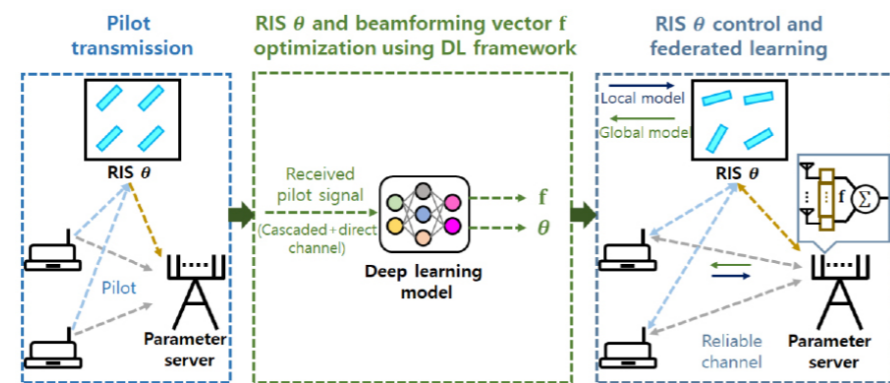 Pilot
transmission
RIS θ
Pilot
Parameter
server
RIS θ and beamforming vector f
optimization using DL framework
Received
pilot signal
(Cascaded+direct
channel)
f
θ
Deep learning
model
RIS θ control and
federated learning
Local model
Global model
RIS θ
f
Σ
Reliable
channel
Parameter
server